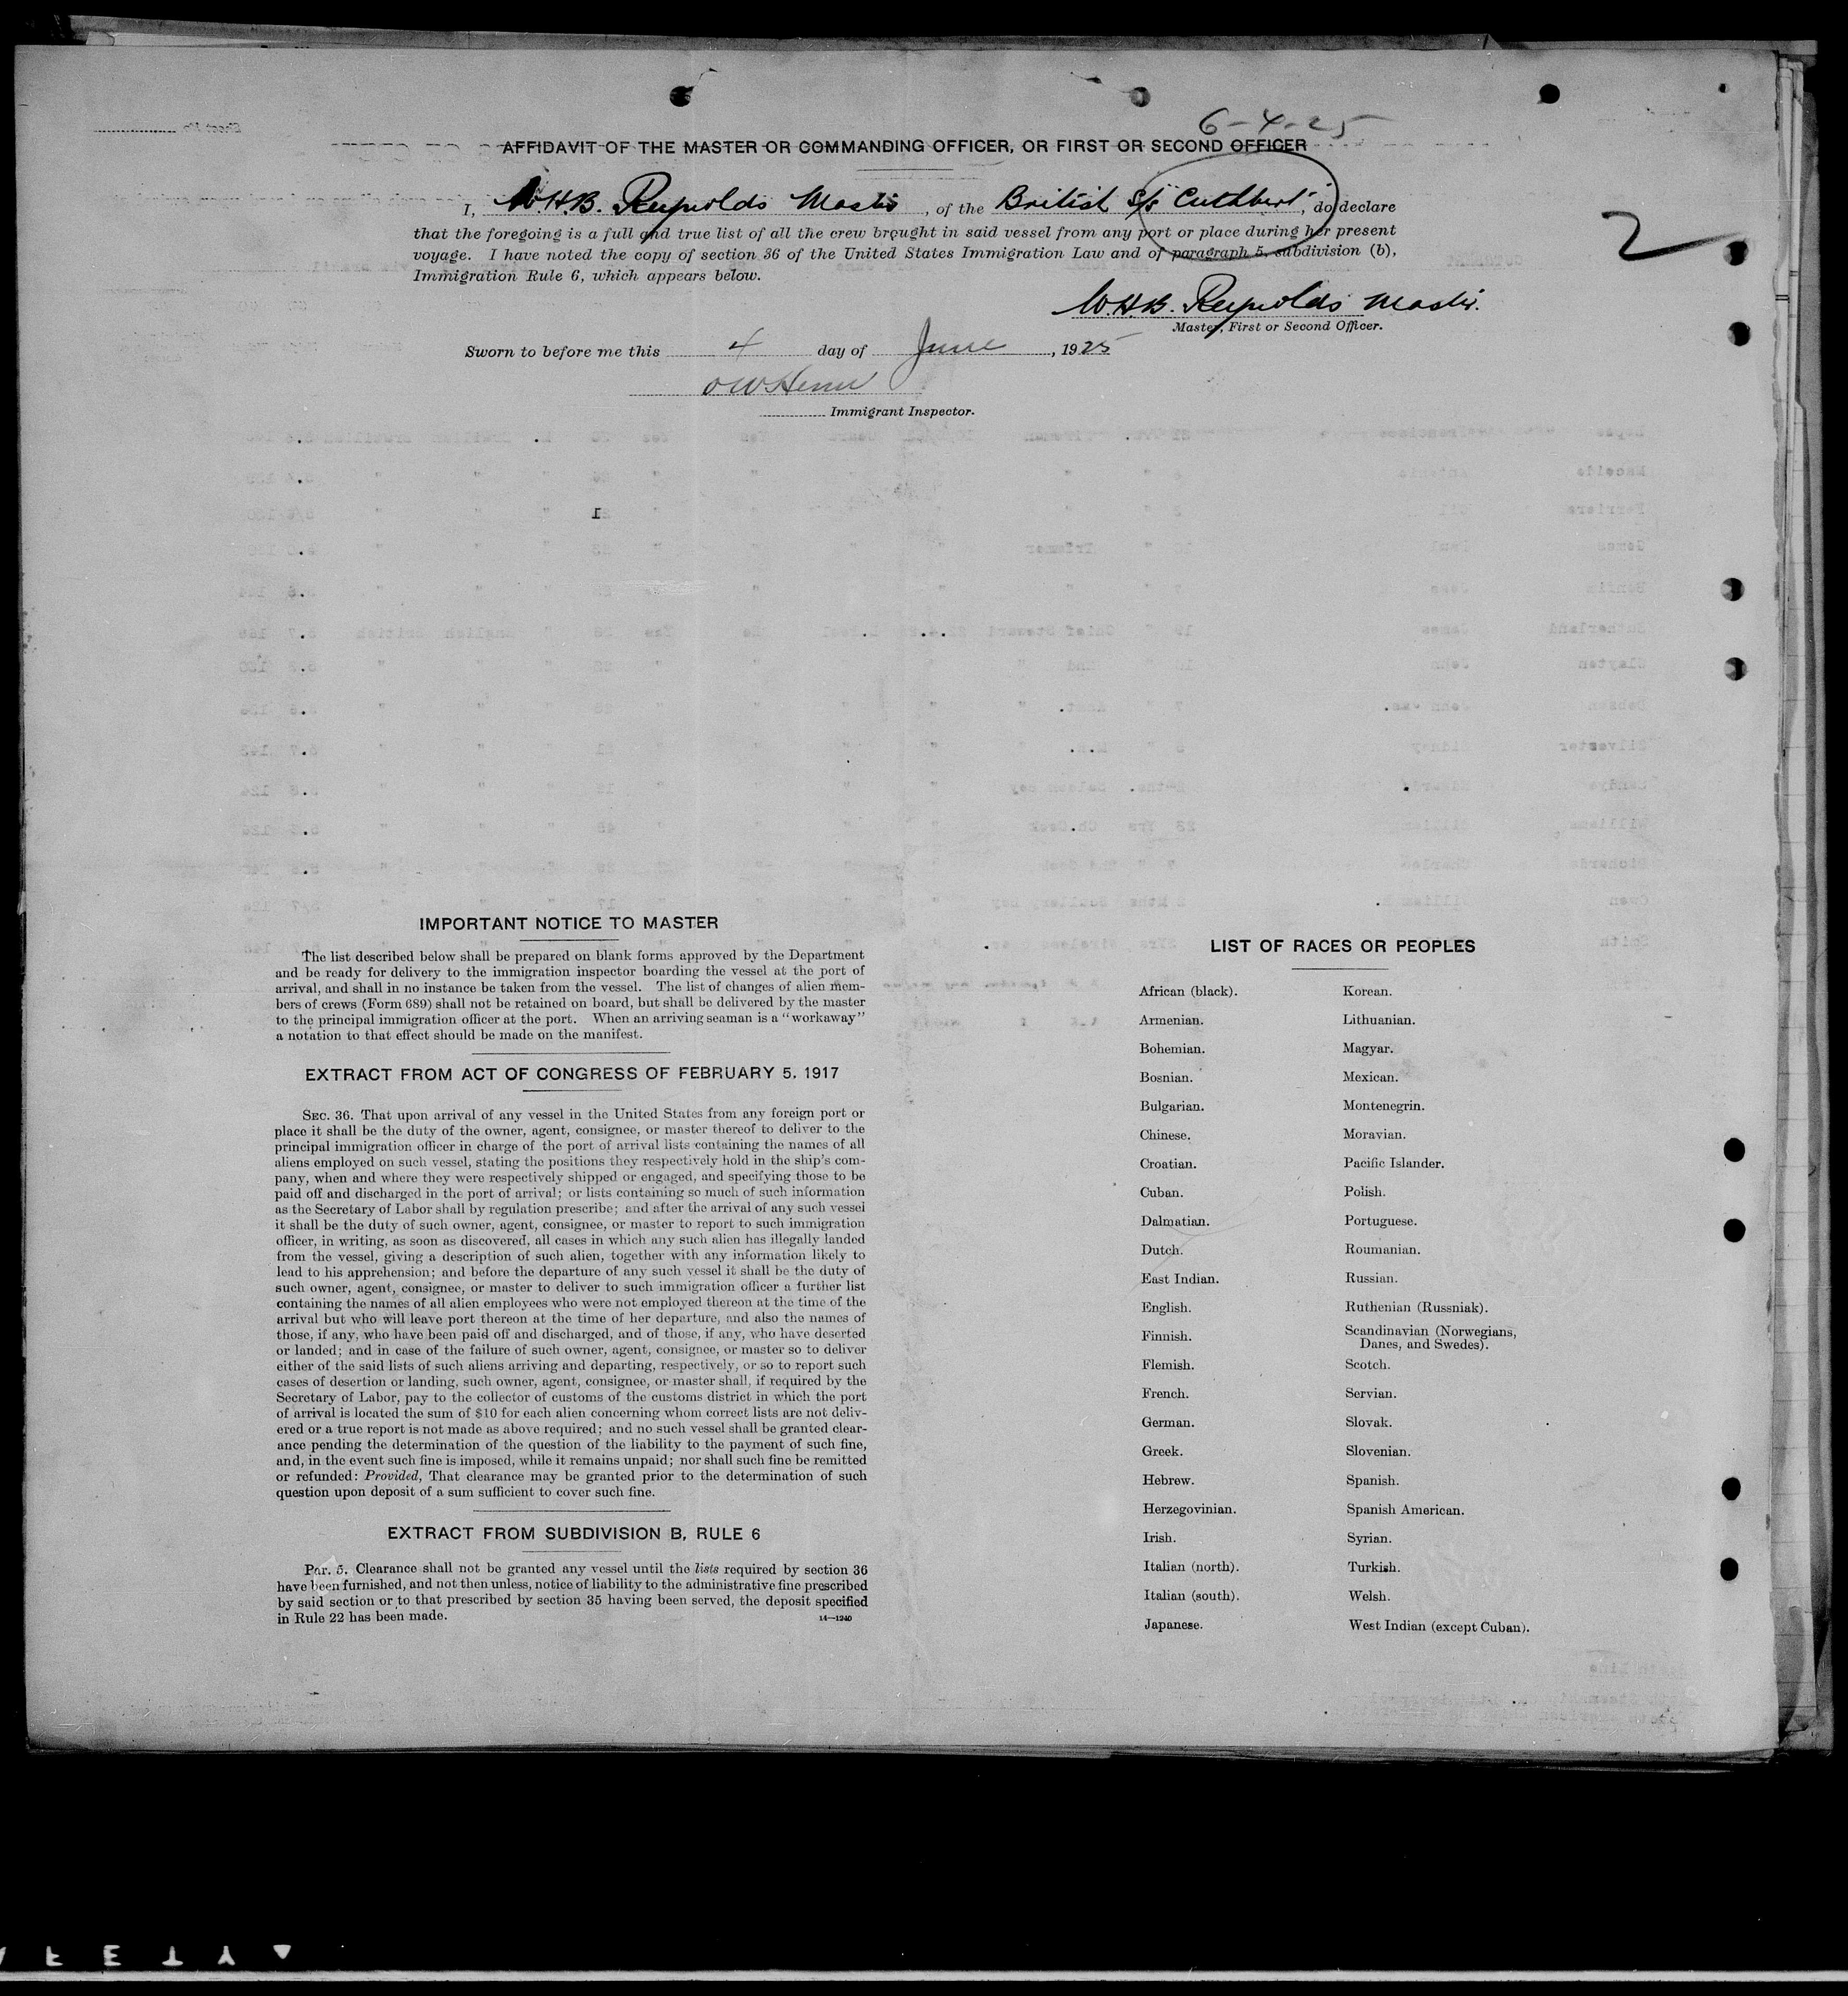 6-4-25
AFFIDAVIT OF THE MASTER OR COMMANDING OFFICER, OR FIRST OR SECOND OFFICER
I, W.H.B. Reynolds Master, of the British S/S "Cuthbert", do declare
that the foregoing is a full and true list of all the crew brought in said vessel from any port or place during her present
voyage. I have noted the copy of section 36 of the United States Immigration Law and of paragraph 5, subdivision (b),
Immigration Rule 6, which appears below.
2
W.H.B. Reynolds Master.
Master, First or Second Officer.
Sworn to before me this 4 day of June, 1925
Immigrant Inspector.
IMPORTANT NOTICE TO MASTER
The list described below shall be prepared on blank forms approved by the Department
and be ready for delivery to the immigration inspector boarding the vessel at the port of
arrival, and shall in no instance be taken from the vessel. The list of changes of alien mem-
bers of crews (Form 689) shall not be retained on board, but shall be delivered by the master
to the principal immigration officer at the port. When an arriving seaman is a "workaway"
a notation to that effect should be made on the manifest.
EXTRACT FROM ACT OF CONGRESS OF FEBRUARY 5, 1917
SEC. 36. That upon arrival of any vessel in the United States from any foreign port or
place it shall be the duty of the owner, agent, consignee, or master thereof to deliver to the
principal immigration officer in charge of the port of arrival lists containing the names of all
aliens employed on such vessel, stating the positions they respectively hold in the ship's com-
pany, when and where they were respectively shipped or engaged, and specifying those to be
paid off and discharged in the port of arrival; or lists containing so much of such information
as the Secretary of Labor shall by regulation prescribe; and after the arrival of any such vessel
it shall be the duty of such owner, agent, consignee, or master to report to such immigration
officer, in writing, as soon as discovered, all cases in which any such alien has illegally landed
from the vessel, giving a description of such alien, together with any information likely to
lead to his apprehension; and before the departure of any such vessel it shall be the duty of
such owner, agent, consignee, or master to deliver to such immigration officer a further list
containing the names of all alien employees who were not employed thereon at the time of the
arrival but who will leave port thereon at the time of her departure, and also the names of
those, if any, who have been paid off and discharged, and of those, if any, who have deserted
or landed; and in case of the failure of such owner, agent, consignee, or master so to deliver
either of the said lists of such aliens arriving and departing, respectively, or so to report such
cases of desertion or landing, such owner, agent, consignee, or master shall, if required by the
Secretary of Labor, pay to the collector of customs of the customs district in which the port
of arrival is located the sum of $10 for each alien concerning whom correct lists are not deliv-
ered or a true report is not made as above required; and no such vessel shall be granted clear-
ance pending the determination of the question of the liability to the payment of such fine,
and, in the event such fine is imposed, while it remains unpaid; nor shall such fine be remitted
or refunded: Provided, That clearance may be granted prior to the determination of such
question upon deposit of a sum sufficient to cover such fine.
EXTRACT FROM SUBDIVISION B, RULE 6
Par. 5. Clearance shall not be granted any vessel until the lists required by section 36
have been furnished, and not then unless, notice of liability to the administrative fine prescribed
by said section or to that prescribed by section 35 having been served, the deposit specified
in Rule 22 has been made.
14-1240
LIST OF RACES OR PEOPLES
African (black).
Armenian.
Bohemian.
Bosnian.
Bulgarian.
Chinese.
Croatian.
Cuban.
Dalmatian.
Dutch.
East Indian.
English.
Finnish.
Flemish.
French.
German.
Greek.
Hebrew.
Herzegovinian.
Irish.
Italian (north).
Italian (south).
Japanese.
Korean.
Lithuanian.
Magyar.
Mexican.
Montenegrin.
Moravian.
Pacific Islander.
Polish.
Portuguese.
Roumanian.
Russian.
Ruthenian (Russniak).
Scandinavian (Norwegians,
Danes, and Swedes).
Scotch.
Servian.
Slovak.
Slovenian.
Spanish.
Spanish American.
Syrian.
Turkish.
Welsh.
West Indian (except Cuban).